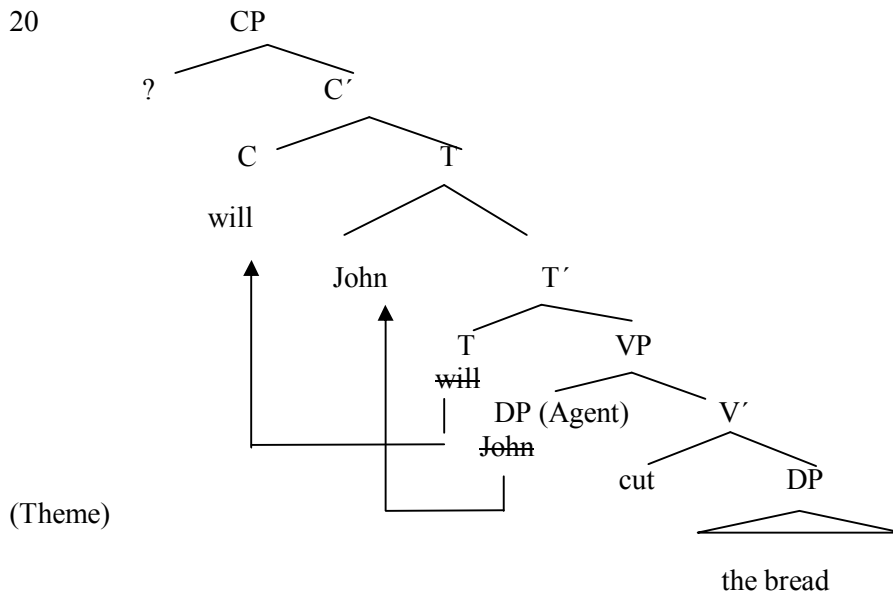 20 CP
? C´
C T
will
John T´
T VP
will
DP (Agent) V´
John
cut DP
(Theme)
the bread